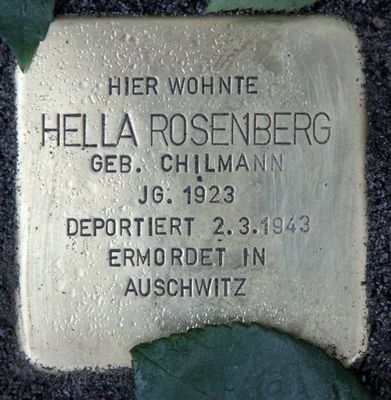 HIER WOHNTE
HELLA ROSENBERG
GEB. CHILMANN
JG. 1923
DEPORTIERT 2.3.1943
ERMORDET IN
AUSCHWITZ